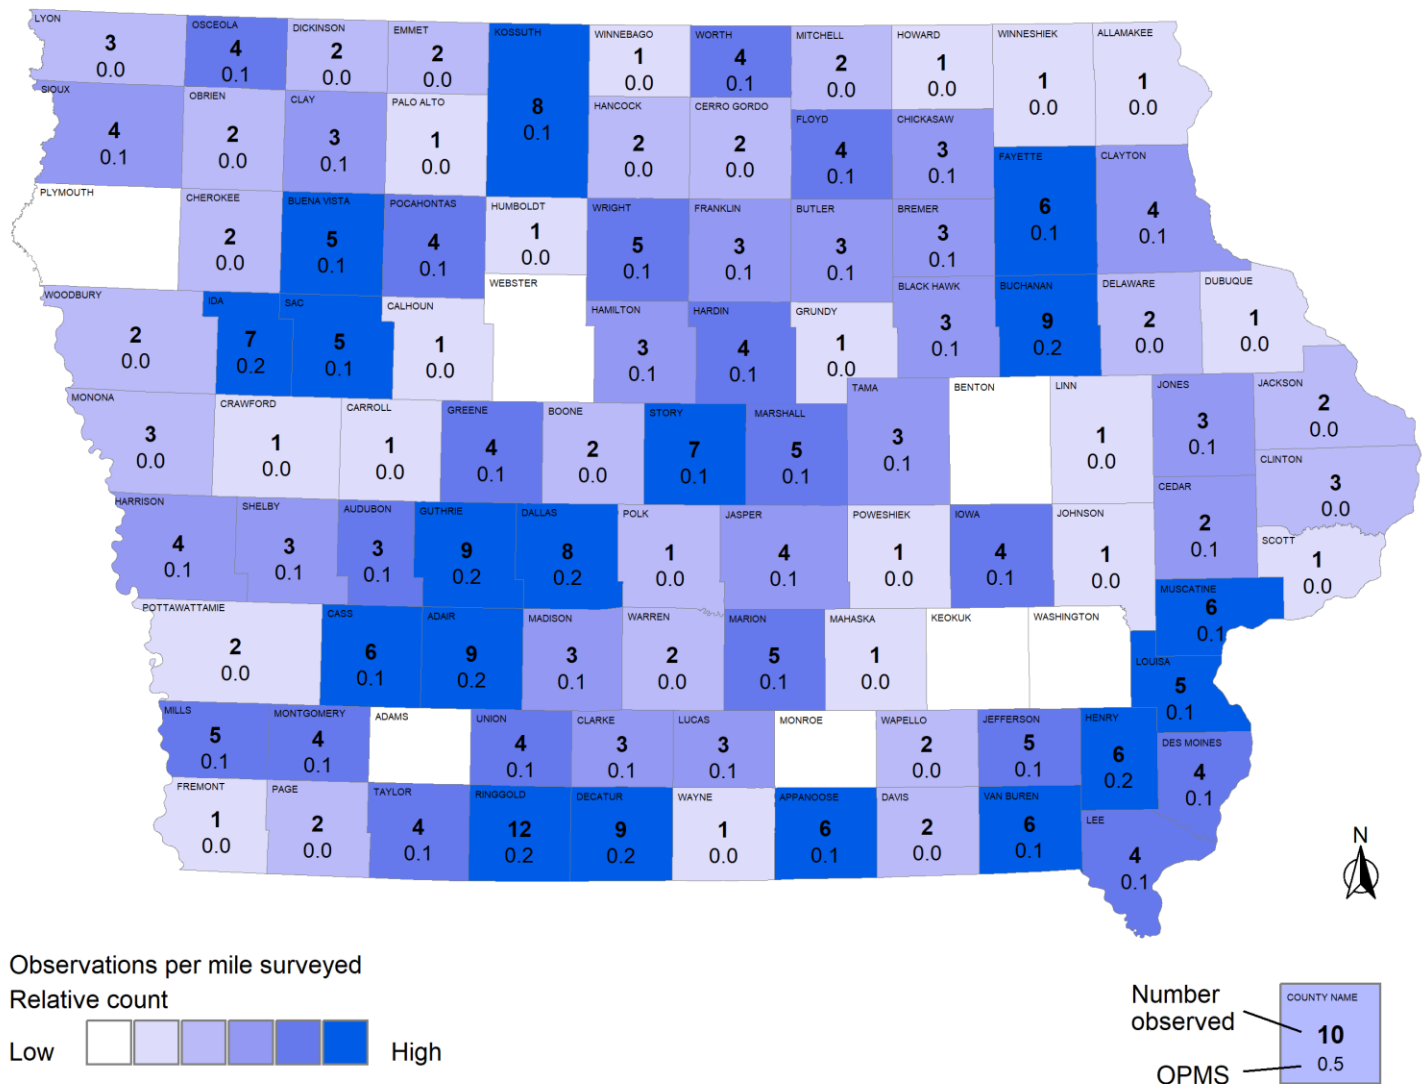 LYON
3
0.0
OSCEOLA
4
0.1
DICKINSON
2
0.0
EMMET
2
0.0
KOSSUTH
8
0.1
WINNEBAGO
1
0.0
WORTH
4
0.1
MITCHELL
2
0.0
HOWARD
1
0.0
WINNESHIEK
1
0.0
ALLAMAKEE
1
0.0
SIOUX
4
0.1
OBRIEN
2
0.0
CLAY
3
0.1
PALO ALTO
1
0.0
HANCOCK
2
0.0
CERRO GORDO
2
0.0
FLOYD
4
0.1
CHICKASAW
3
0.1
FAYETTE
6
0.1
CLAYTON
4
0.1
PLYMOUTH
CHEROKEE
2
0.0
BUENA VISTA
5
0.1
POCAHONTAS
4
0.1
HUMBOLDT
1
0.0
WRIGHT
5
0.1
FRANKLIN
3
0.1
BUTLER
3
0.1
BREMER
3
0.1
WOODBURY
2
0.0
IDA
7
0.2
SAC
5
0.1
CALHOUN
1
0.0
WEBSTER
HAMILTON
3
0.1
HARDIN
4
0.1
GRUNDY
1
0.0
BLACK HAWK
3
0.1
BUCHANAN
9
0.2
DELAWARE
2
0.0
DUBUQUE
1
0.0
MONONA
3
0.0
CRAWFORD
1
0.0
CARROLL
1
0.0
GREENE
4
0.1
BOONE
2
0.0
STORY
7
0.1
MARSHALL
5
0.1
TAMA
3
0.1
BENTON
LINN
1
0.0
JONES
3
0.1
JACKSON
2
0.0
CLINTON
3
0.0
HARRISON
4
0.1
SHELBY
3
0.1
AUDUBON
3
0.1
GUTHRIE
9
0.2
DALLAS
8
0.2
POLK
1
0.0
JASPER
4
0.1
POWESHIEK
1
0.0
IOWA
4
0.1
JOHNSON
1
0.0
CEDAR
2
0.1
SCOTT
1
0.0
MUSCATINE
6
0.1
POTTAWATTAMIE
2
0.0
CASS
6
0.1
ADAIR
9
0.2
MADISON
3
0.1
WARREN
2
0.0
MARION
5
0.1
MAHASKA
1
0.0
KEOKUK
WASHINGTON
LOUISA
5
0.1
MILLS
5
0.1
MONTGOMERY
4
0.1
ADAMS
UNION
4
0.1
CLARKE
3
0.1
LUCAS
3
0.1
MONROE
WAPELLO
2
0.0
JEFFERSON
5
0.1
HENRY
6
0.2
DES MOINES
4
0.1
FREMONT
1
0.0
PAGE
2
0.0
TAYLOR
4
0.1
RINGGOLD
12
0.2
DECATUR
9
0.2
WAYNE
1
0.0
APPANOOSE
6
0.1
DAVIS
2
0.0
VAN BUREN
6
0.1
LEE
4
0.1
N
Observations per mile surveyed
Relative count
Low
High
Number
observed
OPMS
COUNTY NAME
10
0.5